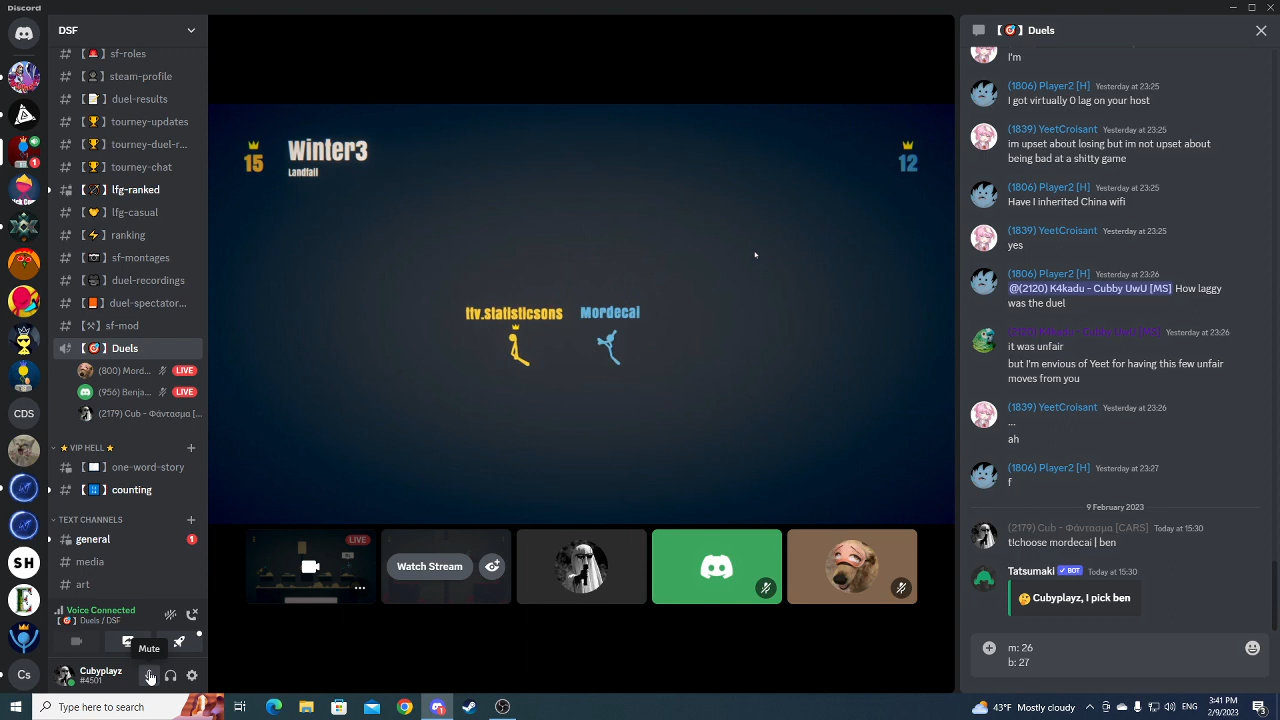 Discord
DSF
sf-roles
steam-profile
duel-results
tourney-updates
tourney-duel-r...
tourney-chat
lfg-ranked
lfg-casual
ranking
sf-montages
duel-recordings
duel-spectator...
sf-mod
Duels
(800) Mord... LIVE
(956) Benja... LIVE
(2179) Cub - Φάντασμα [...
VIP HELL
one-word-story
counting
TEXT CHANNELS
general 1
media
art
CDS
SH
Cs
Voice Connected
Duels / DSF
Mute
Cubyplayz
#4501
15
Winter3
Landfall
12
ttv.statisticsons
Mordecai
LIVE
Watch Stream
Duels
I'm
(1806) Player2 [H] Yesterday at 23:25
I got virtually 0 lag on your host
(1839) YeetCroisant Yesterday at 23:25
im upset about losing but im not upset about
being bad at a shitty game
(1806) Player2 [H] Yesterday at 23:25
Have I inherited China wifi
(1839) YeetCroisant Yesterday at 23:25
yes
(1806) Player2 [H] Yesterday at 23:26
@(2120) K4kadu - Cubby UwU [MS] How laggy
was the duel
(2120) K4kadu - Cubby UwU [MS] Yesterday at 23:26
it was unfair
but I'm envious of Yeet for having this few unfair
moves from you
(1839) YeetCroisant Yesterday at 23:26
...
ah
(1806) Player2 [H] Yesterday at 23:27
f
9 February 2023
(2179) Cub - Φάντασμα [CARS] Today at 15:30
t!choose mordecai | ben
Tatsumaki BOT Today at 15:30
Cubyplayz, I pick ben
m: 26
b: 27
Type here to search
43°F Mostly cloudy
3:41 PM
2/9/2023